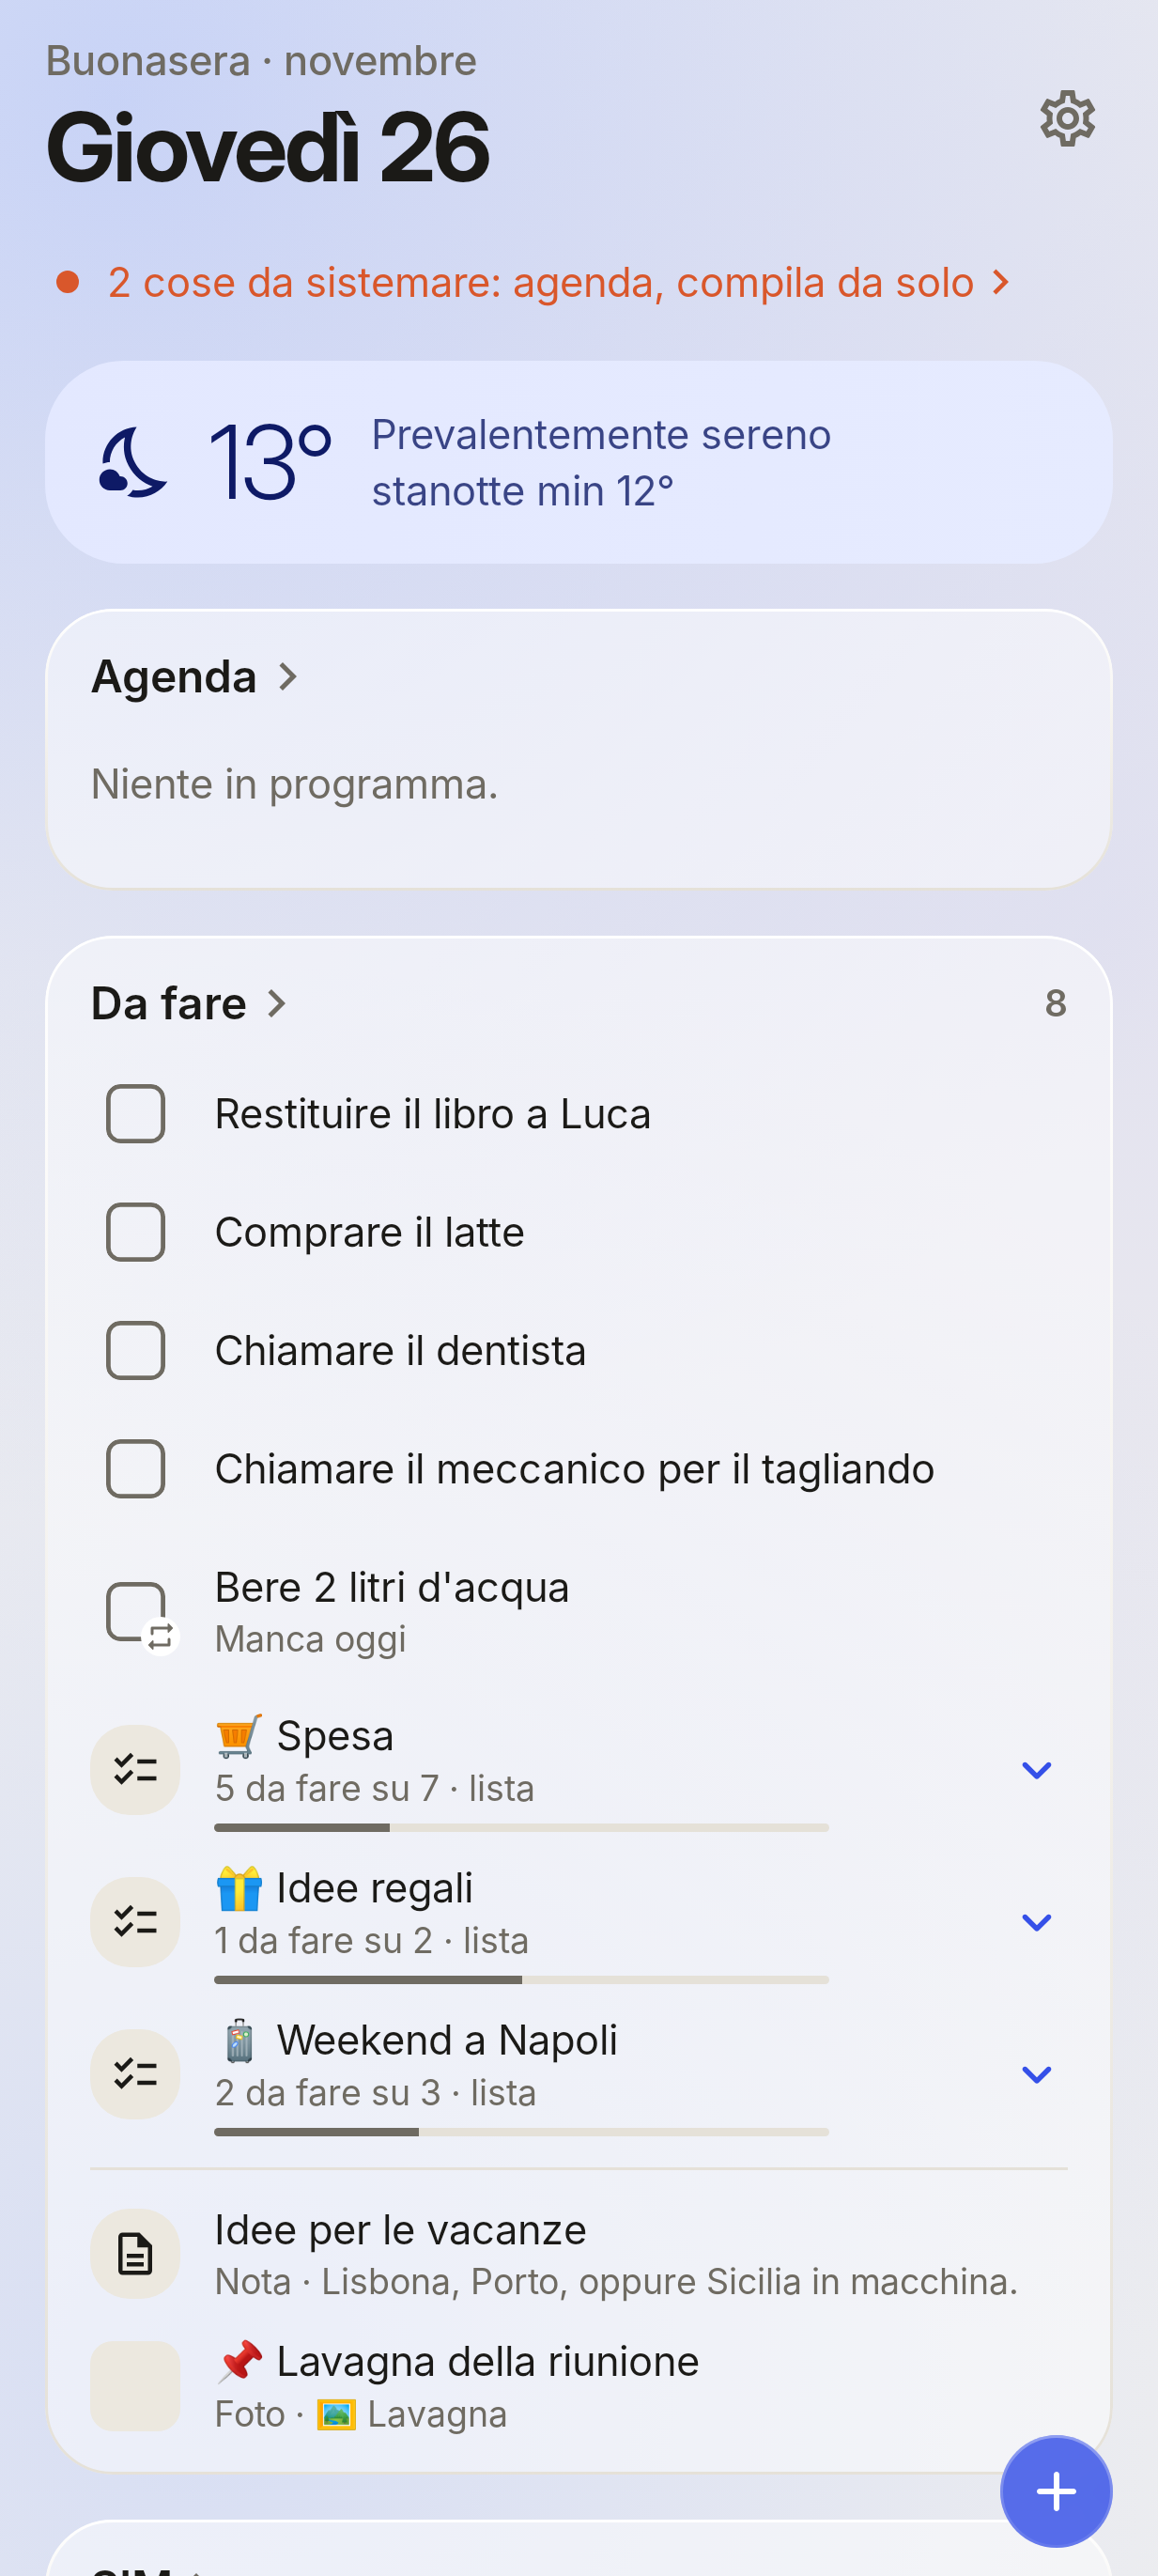 Buonasera · novembre
Giovedì 26
2 cose da sistemare: agenda, compila da solo
13°
Prevalentemente sereno
stanotte min 12°
Agenda
Niente in programma.
Da fare
8
Restituire il libro a Luca
Comprare il latte
Chiamare il dentista
Chiamare il meccanico per il tagliando
Bere 2 litri d'acqua
Manca oggi
🛒 Spesa
5 da fare su 7 · lista
🎁 Idee regali
1 da fare su 2 · lista
🧳 Weekend a Napoli
2 da fare su 3 · lista
Idee per le vacanze
Nota · Lisbona, Porto, oppure Sicilia in macchina.
📌 Lavagna della riunione
Foto · 🖼️ Lavagna